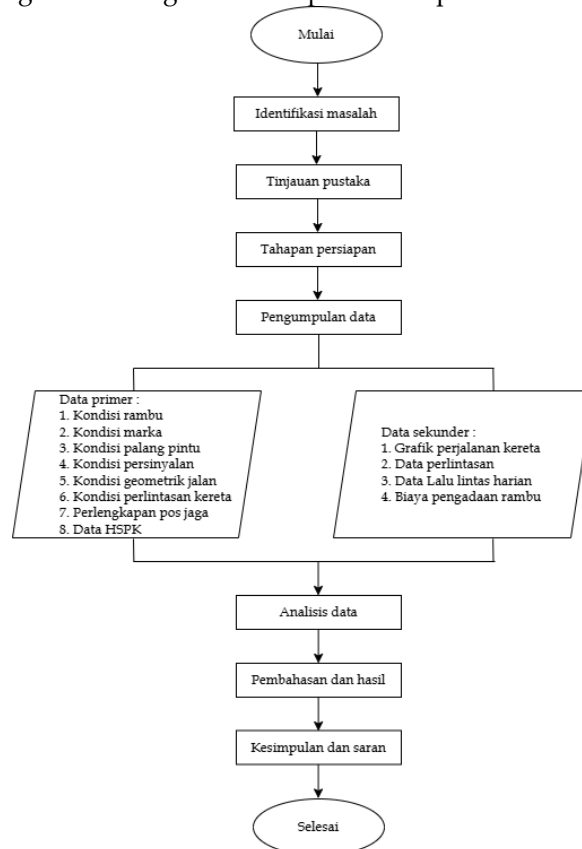 Mulai
Identifikasi masalah
Tinjauan pustaka
Tahapan persiapan
Pengumpulan data
Data primer :
1. Kondisi rambu
2. Kondisi marka
3. Kondisi palang pintu
4. Kondisi persinyalan
5. Kondisi geometrik jalan
6. Kondisi perlintasan kereta
7. Perlengkapan pos jaga
8. Data HSPK
Data sekunder :
1. Grafik perjalanan kereta
2. Data perlintasan
3. Data Lalu lintas harian
4. Biaya pengadaan rambu
Analisis data
Pembahasan dan hasil
Kesimpulan dan saran
Selesai